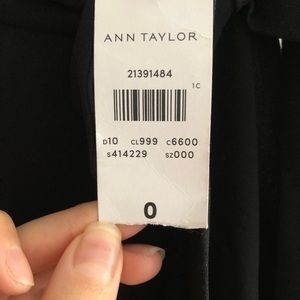 ANN TAYLOR
21391484
1C
D10 CL999 C6600
S414229 SZ000
0